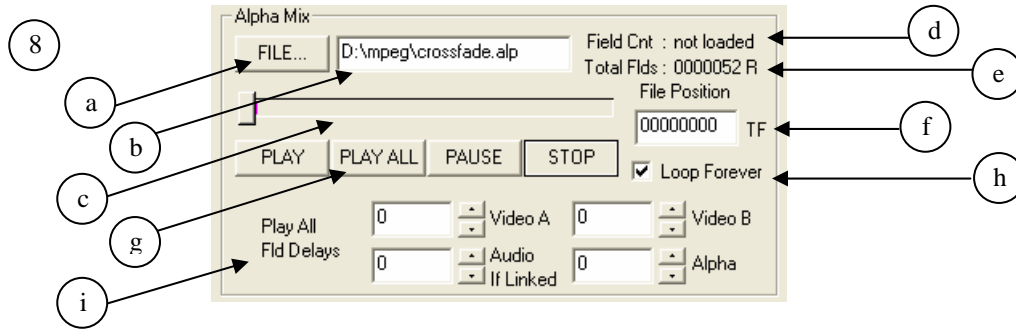 Alpha Mix
8
FILE...
D:\mpeg\crossfade.alp
Field Cnt : not loaded
d
Total Flds : 0000052 R
e
a
File Position
b
00000000 TF
f
PLAY
PLAY ALL
PAUSE
STOP
Loop Forever
c
h
g
Play All
Fld Delays
0
Video A
0
Video B
0
Audio
If Linked
0
Alpha
i